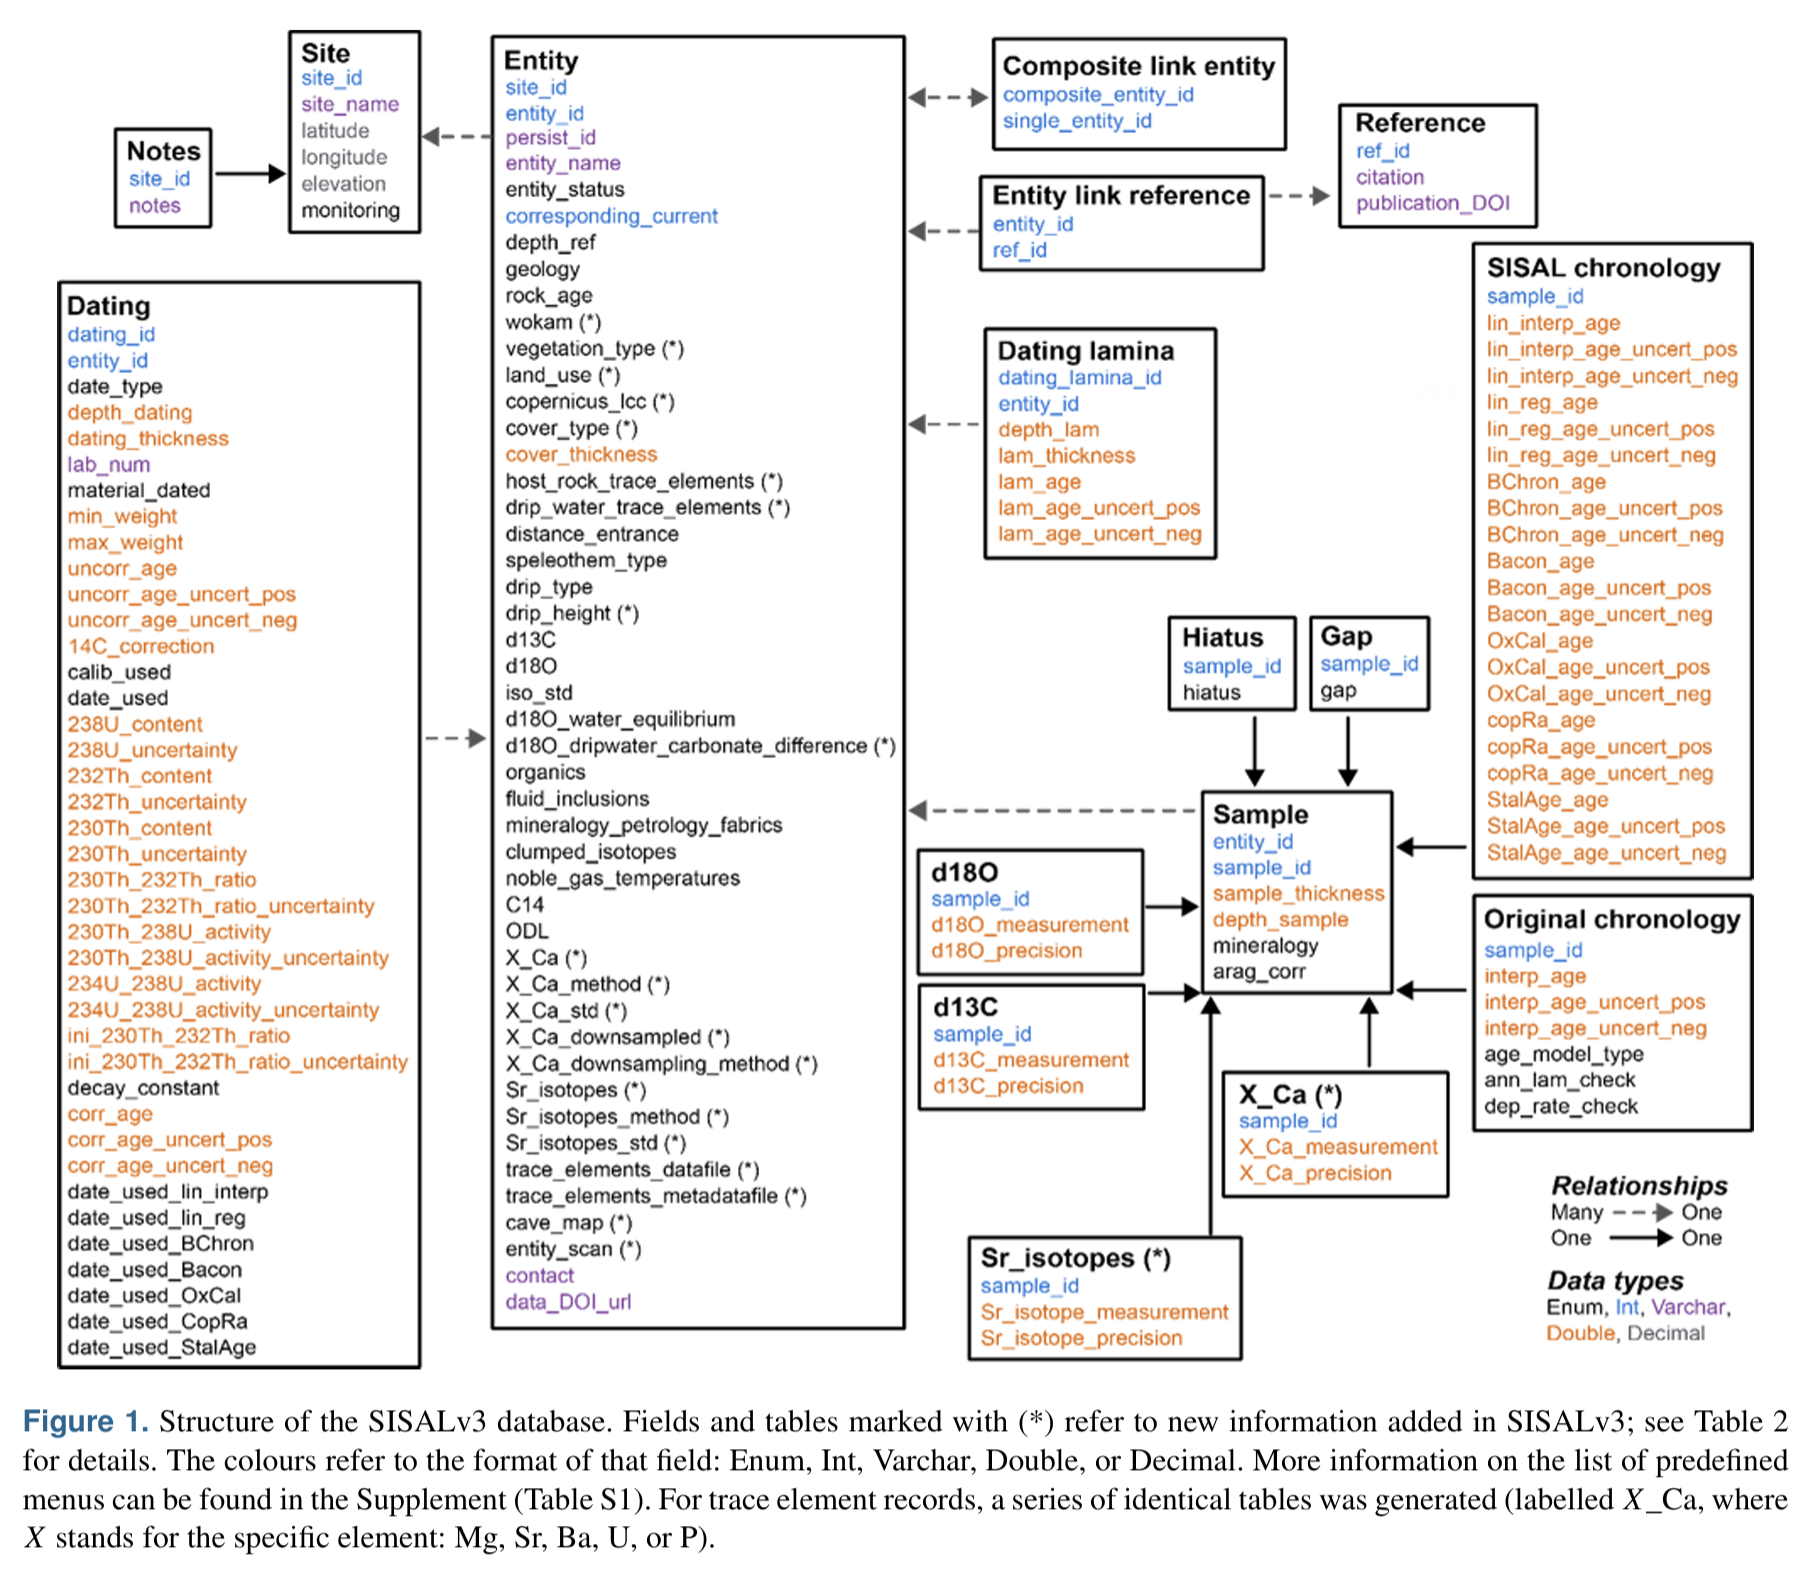 Notes
site_id
notes
Site
site_id
site_name
latitude
longitude
elevation
monitoring
Dating
dating_id
entity_id
date_type
depth_dating
dating_thickness
lab_num
material_dated
min_weight
max_weight
uncorr_age
uncorr_age_uncert_pos
uncorr_age_uncert_neg
14C_correction
calib_used
date_used
238U_content
238U_uncertainty
232Th_content
232Th_uncertainty
230Th_content
230Th_uncertainty
230Th_232Th_ratio
230Th_232Th_ratio_uncertainty
230Th_238U_activity
230Th_238U_activity_uncertainty
234U_238U_activity
234U_238U_activity_uncertainty
ini_230Th_232Th_ratio
ini_230Th_232Th_ratio_uncertainty
decay_constant
corr_age
corr_age_uncert_pos
corr_age_uncert_neg
date_used_lin_interp
date_used_lin_reg
date_used_BChron
date_used_Bacon
date_used_OxCal
date_used_CopRa
date_used_StalAge
Entity
site_id
entity_id
persist_id
entity_name
entity_status
corresponding_current
depth_ref
geology
rock_age
wokam (*)
vegetation_type (*)
land_use (*)
copernicus_lcc (*)
cover_type (*)
cover_thickness
host_rock_trace_elements (*)
drip_water_trace_elements (*)
distance_entrance
speleothem_type
drip_type
drip_height (*)
d13C
d18O
iso_std
d18O_water_equilibrium
d18O_dripwater_carbonate_difference (*)
organics
fluid_inclusions
mineralogy_petrology_fabrics
clumped_isotopes
noble_gas_temperatures
C14
ODL
X_Ca (*)
X_Ca_method (*)
X_Ca_std (*)
X_Ca_downsampled (*)
X_Ca_downsampling_method (*)
Sr_isotopes (*)
Sr_isotopes_method (*)
Sr_isotopes_std (*)
trace_elements_datafile (*)
trace_elements_metadatafile (*)
cave_map (*)
entity_scan (*)
contact
data_DOI_url
Composite link entity
composite_entity_id
single_entity_id
Entity link reference
entity_id
ref_id
Reference
ref_id
citation
publication_DOI
Dating lamina
dating_lamina_id
entity_id
depth_lam
lam_thickness
lam_age
lam_age_uncert_pos
lam_age_uncert_neg
SISAL chronology
sample_id
lin_interp_age
lin_interp_age_uncert_pos
lin_interp_age_uncert_neg
lin_reg_age
lin_reg_age_uncert_pos
lin_reg_age_uncert_neg
BChron_age
BChron_age_uncert_pos
BChron_age_uncert_neg
Bacon_age
Bacon_age_uncert_pos
Bacon_age_uncert_neg
OxCal_age
OxCal_age_uncert_pos
OxCal_age_uncert_neg
copRa_age
copRa_age_uncert_pos
copRa_age_uncert_neg
StalAge_age
StalAge_age_uncert_pos
StalAge_age_uncert_neg
Hiatus
sample_id
hiatus
Gap
sample_id
gap
Sample
entity_id
sample_id
sample_thickness
depth_sample
mineralogy
arag_corr
d18O
sample_id
d18O_measurement
d18O_precision
d13C
sample_id
d13C_measurement
d13C_precision
X_Ca (*)
sample_id
X_Ca_measurement
X_Ca_precision
Original chronology
sample_id
interp_age
interp_age_uncert_pos
interp_age_uncert_neg
age_model_type
ann_lam_check
dep_rate_check
Sr_isotopes (*)
sample_id
Sr_isotope_measurement
Sr_isotope_precision
Relationships
Many One
One One
Data types
Enum, Int, Varchar,
Double, Decimal
Figure 1. Structure of the SISALv3 database. Fields and tables marked with (*) refer to new information added in SISALv3; see Table 2
for details. The colours refer to the format of that field: Enum, Int, Varchar, Double, or Decimal. More information on the list of predefined
menus can be found in the Supplement (Table S1). For trace element records, a series of identical tables was generated (labelled X_Ca, where
X stands for the specific element: Mg, Sr, Ba, U, or P).